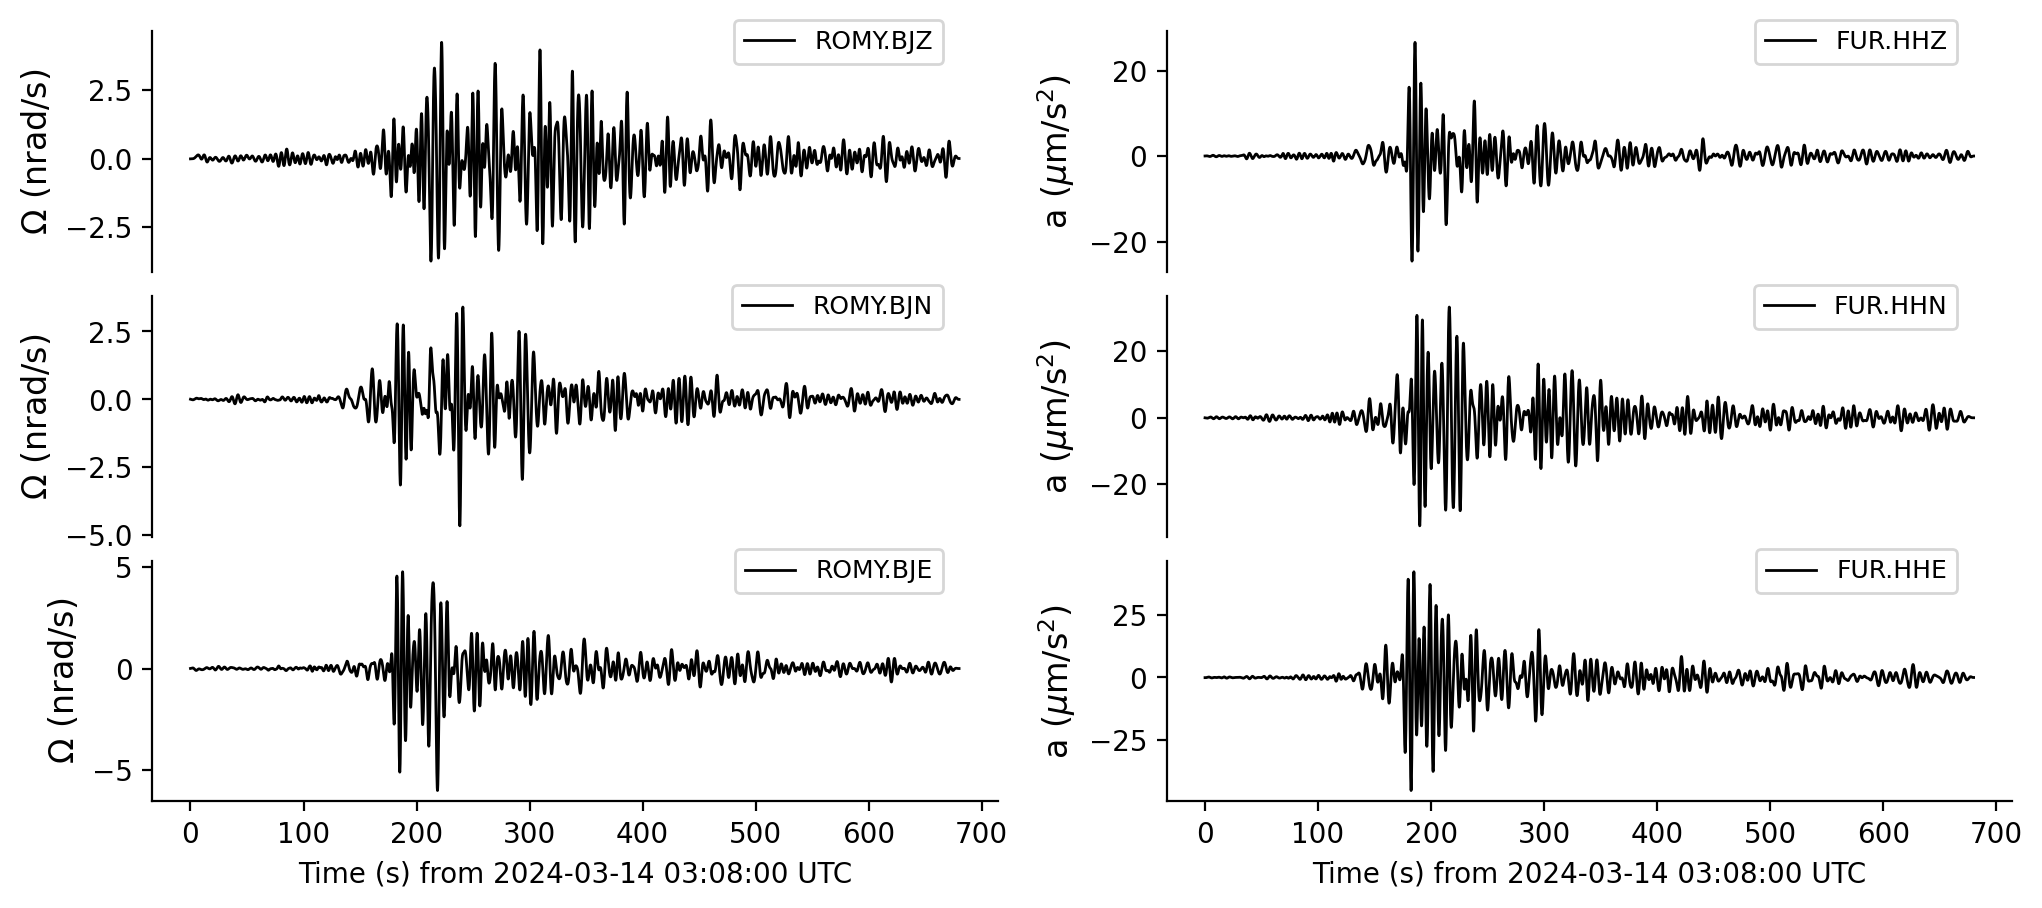 ROMY.BJZ
2.5
0.0
−2.5
Ω (nrad/s)
ROMY.BJN
2.5
0.0
−2.5
−5.0
Ω (nrad/s)
ROMY.BJE
5
0
−5
Ω (nrad/s)
0 100 200 300 400 500 600 700
Time (s) from 2024-03-14 03:08:00 UTC
FUR.HHZ
20
0
−20
a (μm/s²)
FUR.HHN
20
0
−20
a (μm/s²)
FUR.HHE
25
0
−25
a (μm/s²)
0 100 200 300 400 500 600 700
Time (s) from 2024-03-14 03:08:00 UTC